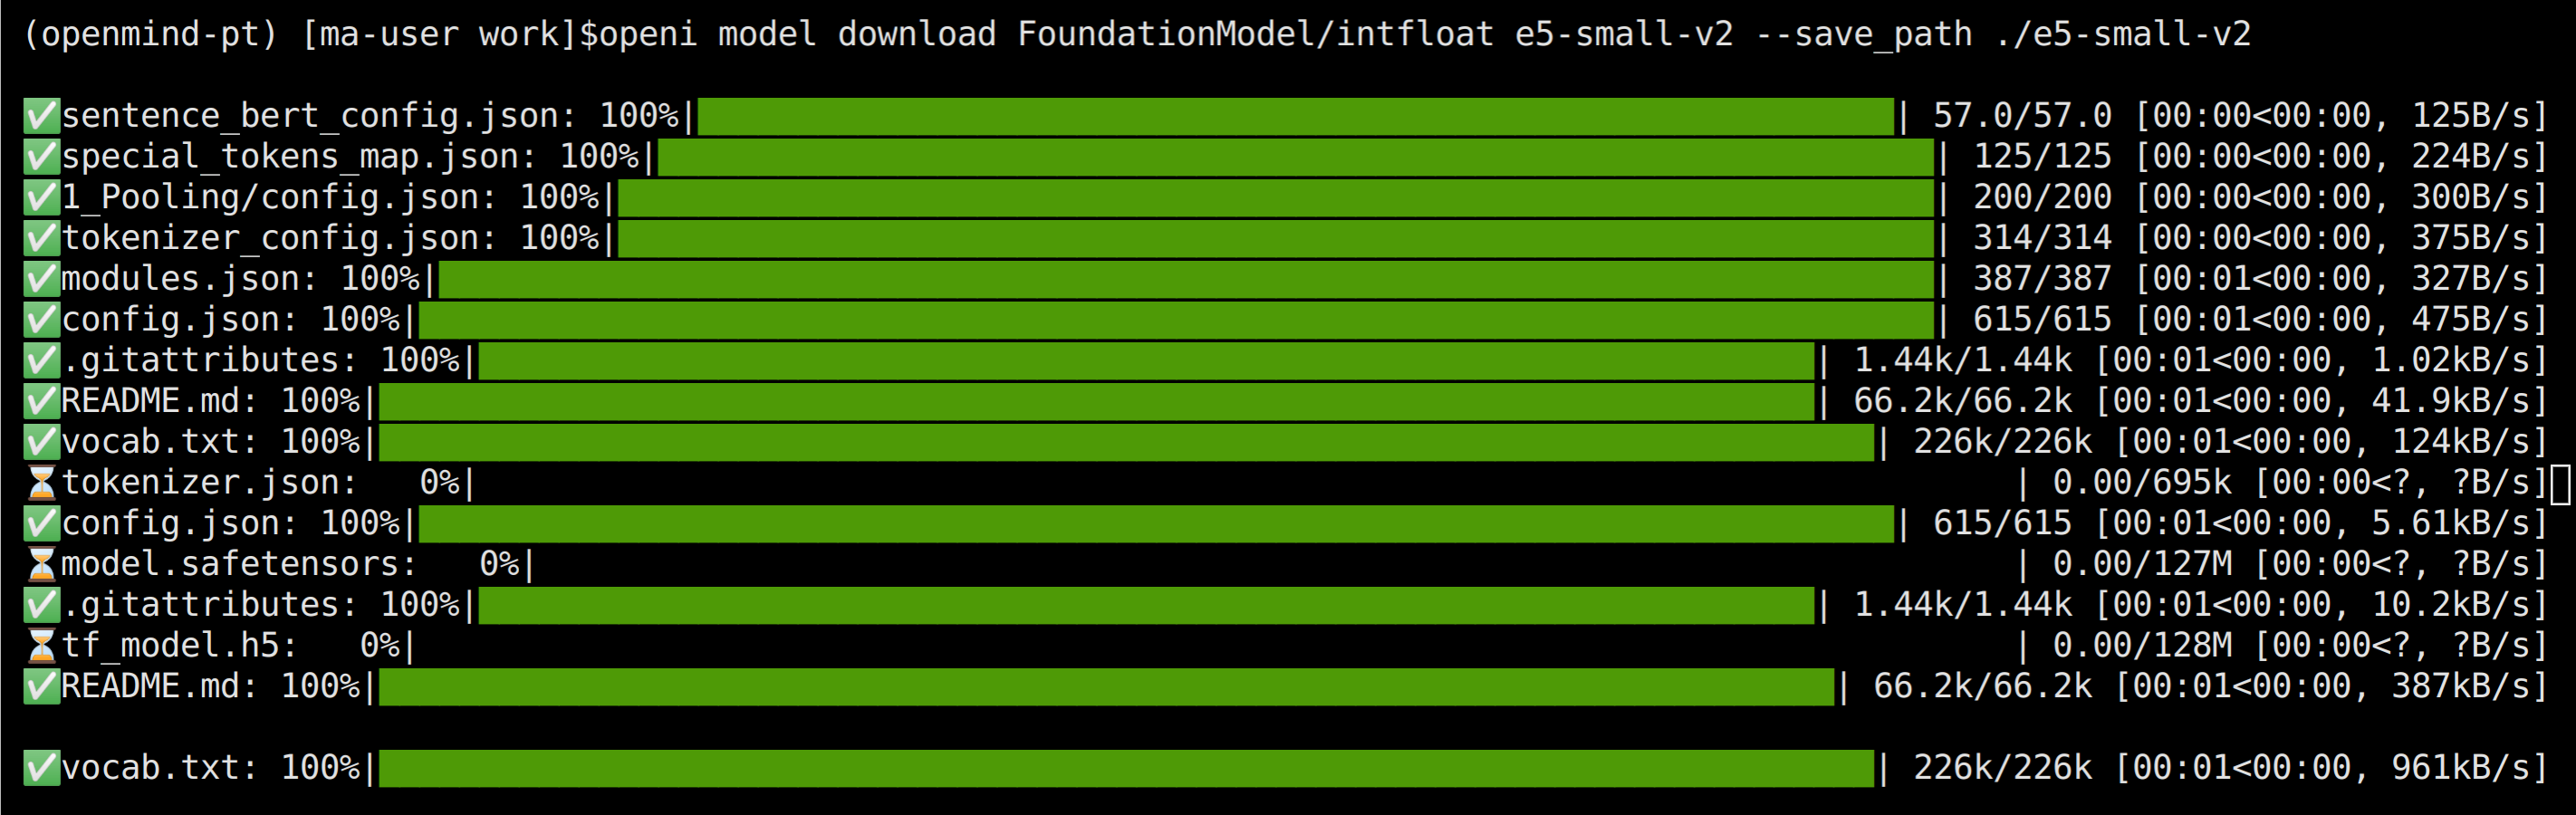 (openmind-pt) [ma-user work]$openi model download FoundationModel/intfloat e5-small-v2 --save_path ./e5-small-v2
✅sentence_bert_config.json: 100%|██████████| 57.0/57.0 [00:00<00:00, 125B/s]
✅special_tokens_map.json: 100%|██████████| 125/125 [00:00<00:00, 224B/s]
✅1_Pooling/config.json: 100%|██████████| 200/200 [00:00<00:00, 300B/s]
✅tokenizer_config.json: 100%|██████████| 314/314 [00:00<00:00, 375B/s]
✅modules.json: 100%|██████████| 387/387 [00:01<00:00, 327B/s]
✅config.json: 100%|██████████| 615/615 [00:01<00:00, 475B/s]
✅.gitattributes: 100%|██████████| 1.44k/1.44k [00:01<00:00, 1.02kB/s]
✅README.md: 100%|██████████| 66.2k/66.2k [00:01<00:00, 41.9kB/s]
✅vocab.txt: 100%|██████████| 226k/226k [00:01<00:00, 124kB/s]
⏳tokenizer.json:   0%|          | 0.00/695k [00:00<?, ?B/s]
✅config.json: 100%|██████████| 615/615 [00:01<00:00, 5.61kB/s]
⏳model.safetensors:   0%|          | 0.00/127M [00:00<?, ?B/s]
✅.gitattributes: 100%|██████████| 1.44k/1.44k [00:01<00:00, 10.2kB/s]
⏳tf_model.h5:   0%|          | 0.00/128M [00:00<?, ?B/s]
✅README.md: 100%|██████████| 66.2k/66.2k [00:01<00:00, 387kB/s]
✅vocab.txt: 100%|██████████| 226k/226k [00:01<00:00, 961kB/s]